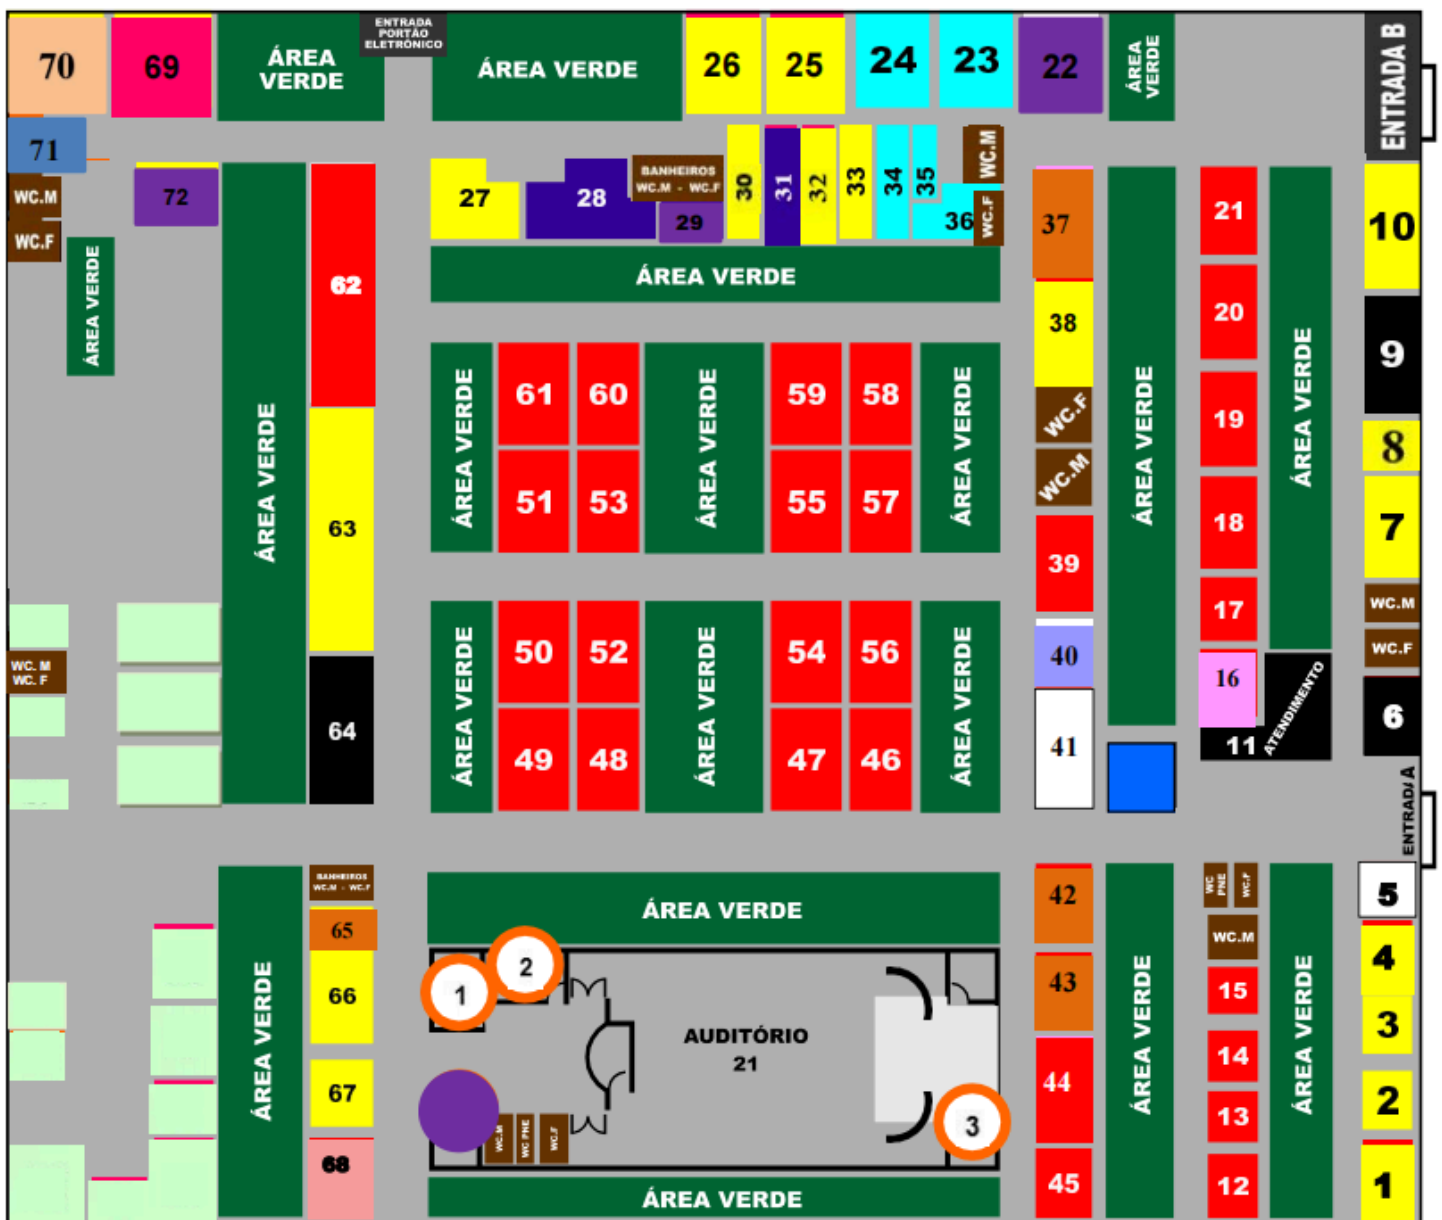 70
69
ÁREA
VERDE
ENTRADA
PORTÃO
ELETRÔNICO
ÁREA VERDE
26
25
24
23
22
ÁREA
VERDE
ENTRADA B
71
WC.M
WC.F
72
ÁREA VERDE
ÁREA VERDE
62
63
64
27
28
BANHEIROS
WC.M - WC.F
29
30
31
32
33
34
35
36
WC.M
WC.F
ÁREA VERDE
37
38
WC.F
WC.M
39
40
41
ÁREA VERDE
21
20
19
18
17
16
11
ATENDIMENTO
ÁREA VERDE
10
9
8
7
WC.M
WC.F
6
ENTRADA A
ÁREA VERDE
61
60
ÁREA VERDE
59
58
ÁREA VERDE
51
53
55
57
ÁREA VERDE
50
52
ÁREA VERDE
54
56
ÁREA VERDE
49
48
47
46
WC. M
WC. F
BANHEIROS
WC.M - WC.F
65
66
67
68
ÁREA VERDE
ÁREA VERDE
1
2
AUDITÓRIO
21
3
WC.M
WC PNE
WC.F
ÁREA VERDE
42
43
44
45
ÁREA VERDE
WC
PNE
WC.F
WC.M
15
14
13
12
ÁREA VERDE
5
4
3
2
1